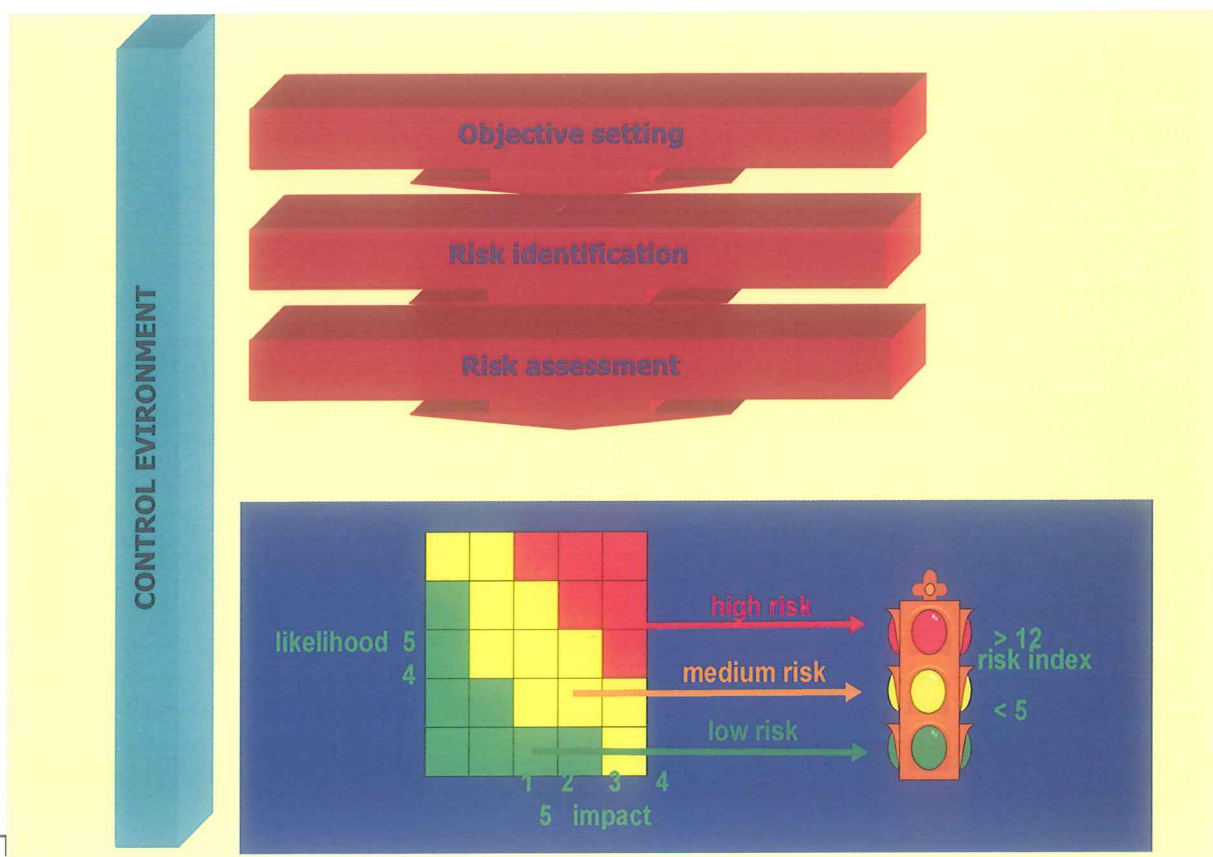 Objective setting
Risk identification
Risk assessment
CONTROL EVIRONMENT
high risk
likelihood 5
4
> 12
risk index
medium risk
< 5
low risk
1 2 3 4
5 impact